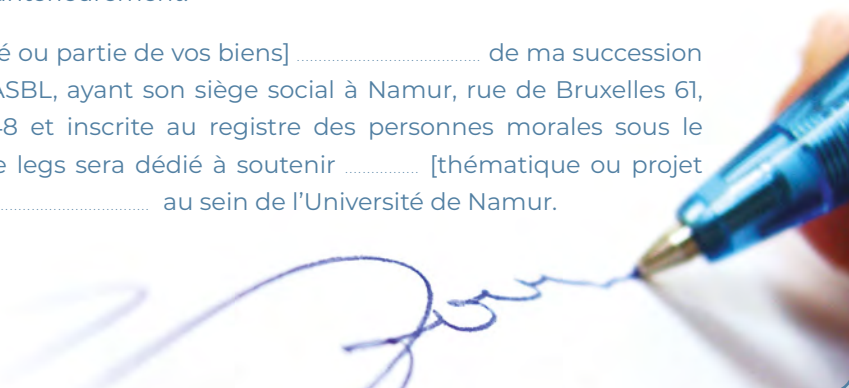 é ou partie de vos biens] .................... de ma succession
ASBL, ayant son siège social à Namur, rue de Bruxelles 61,
48 et inscrite au registre des personnes morales sous le
e legs sera dédié à soutenir .................... [thématique ou projet
.................... au sein de l'Université de Namur.